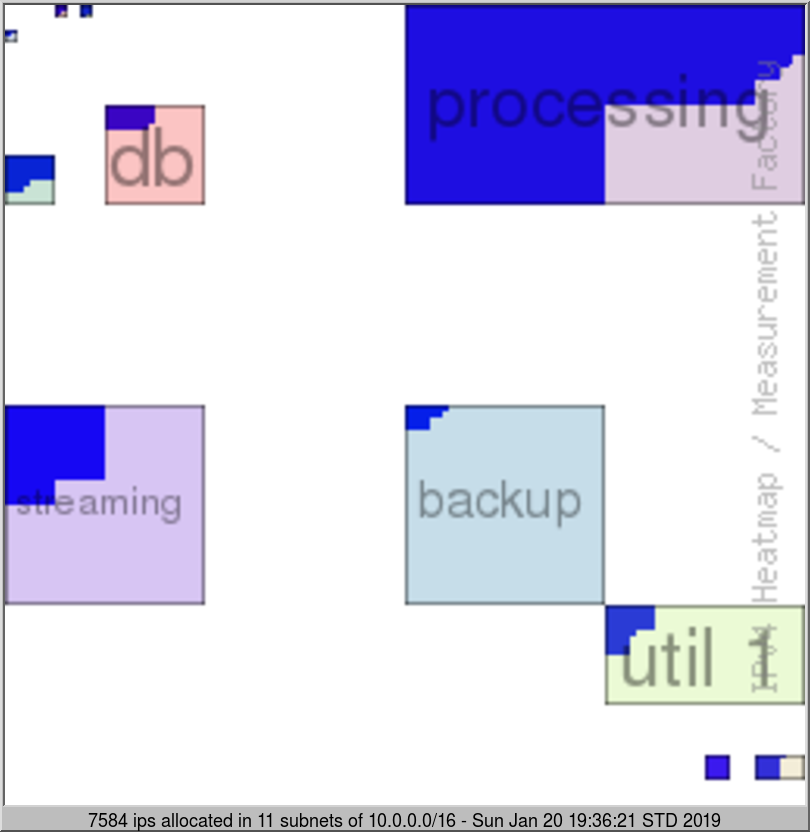 processing
db
IPv4 Heatmap / Measurement Factory
streaming
backup
util 1
7584 ips allocated in 11 subnets of 10.0.0.0/16 - Sun Jan 20 19:36:21 STD 2019